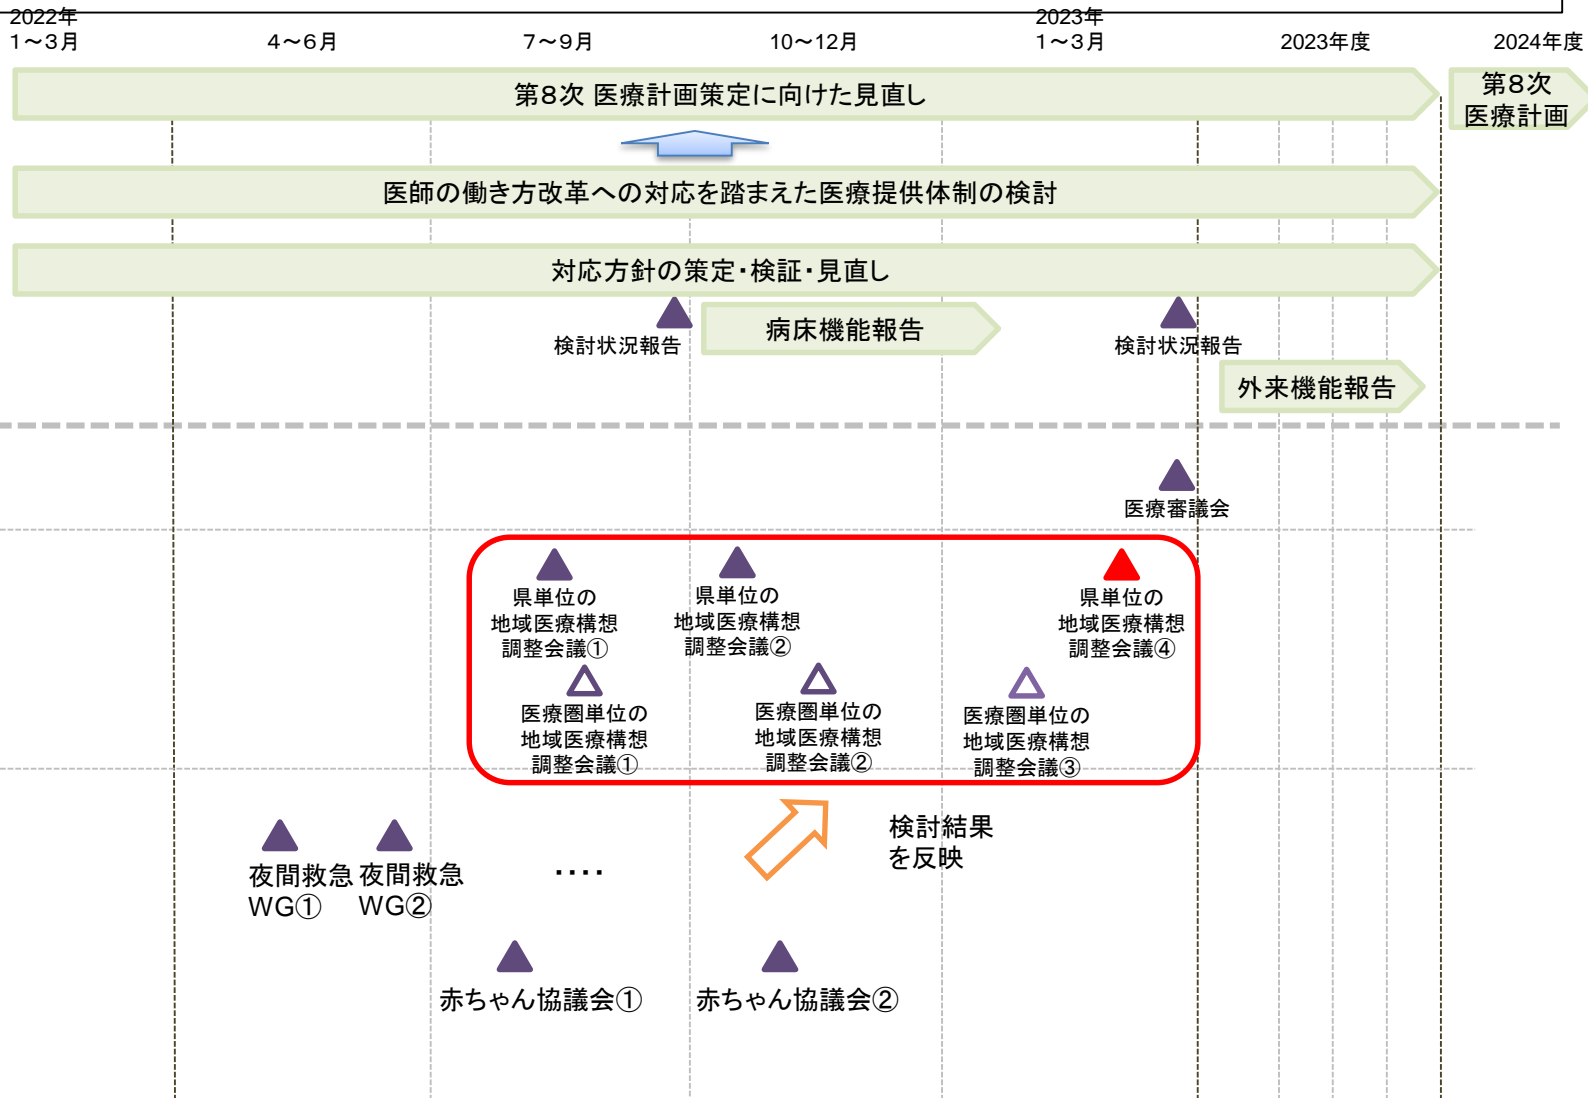 2022年
1～3月
4～6月
7～9月
10～12月
2023年
1～3月
2023年度
2024年度
第8次 医療計画策定に向けた見直し
第8次
医療計画
医師の働き方改革への対応を踏まえた医療提供体制の検討
対応方針の策定・検証・見直し
検討状況報告
病床機能報告
検討状況報告
外来機能報告
医療審議会
県単位の
地域医療構想
調整会議①
県単位の
地域医療構想
調整会議②
県単位の
地域医療構想
調整会議④
医療圏単位の
地域医療構想
調整会議①
医療圏単位の
地域医療構想
調整会議②
医療圏単位の
地域医療構想
調整会議③
検討結果
を反映
夜間救急
WG①
夜間救急
WG②
････
赤ちゃん協議会①
赤ちゃん協議会②